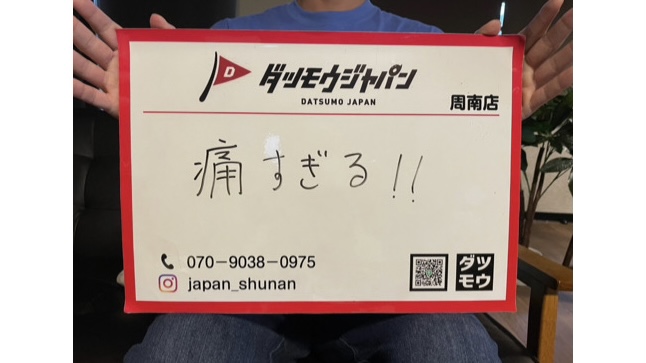 D
ダツモウジャパン
DATSUMO JAPAN
周南店
痛すぎる!!
070-9038-0975
japan_shunan
ダツ
モウ